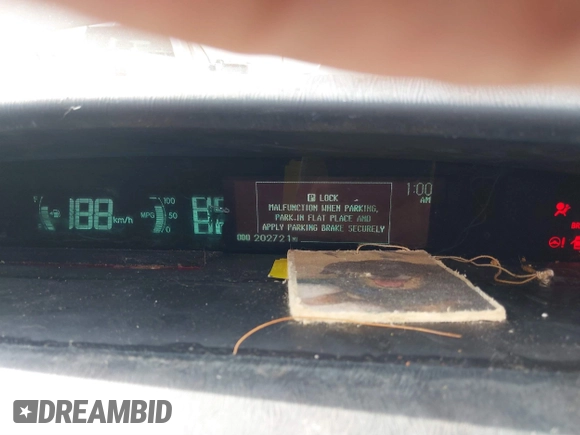 188 km/h
MPG
100
50
0
P LOCK
MALFUNCTION WHEN PARKING,
PARK IN FLAT PLACE AND
APPLY PARKING BRAKE SECURELY
1:00
AM
ODO 202721
DREAMBID